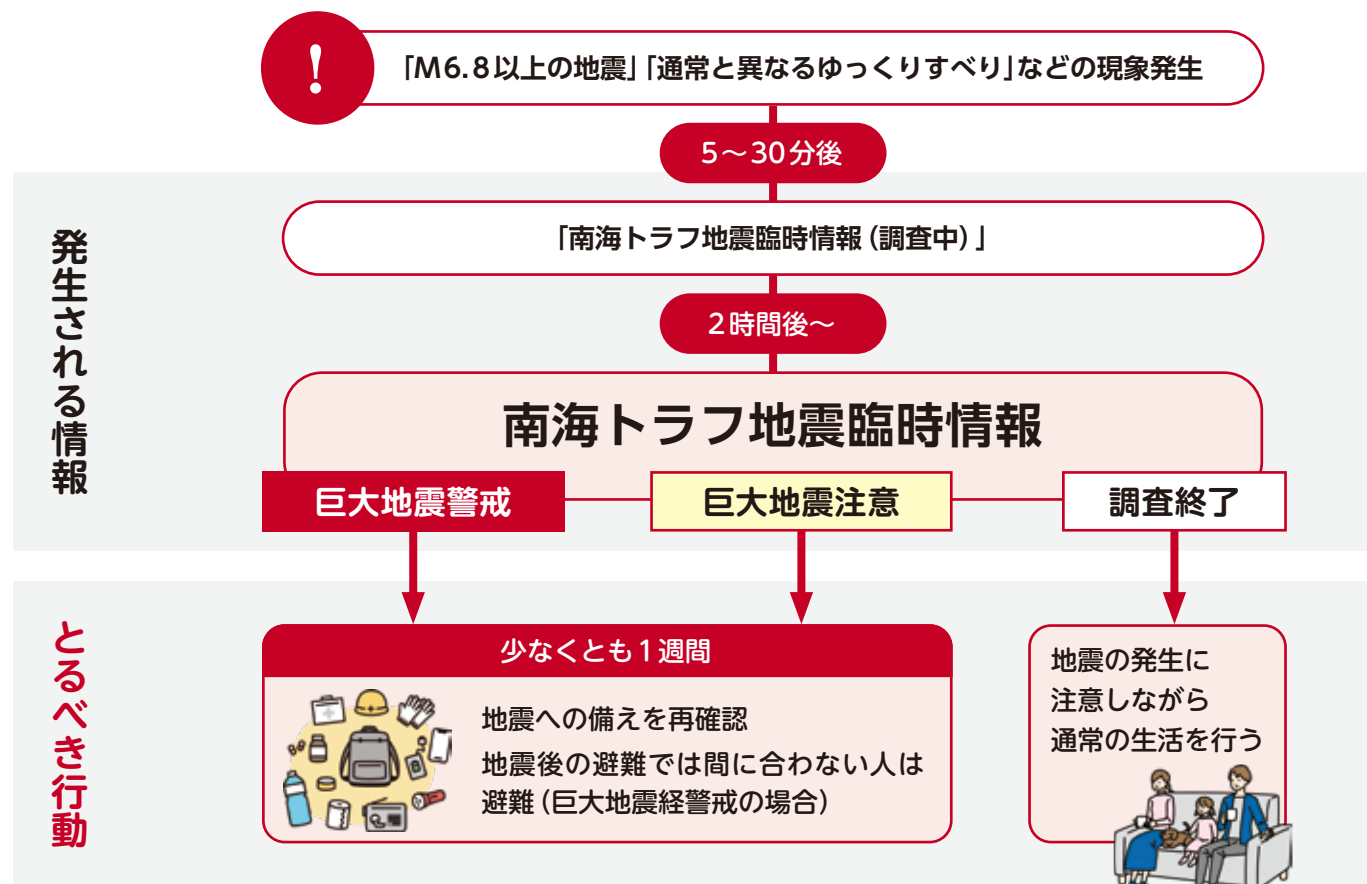 !
「M6.8以上の地震」「通常と異なるゆっくりすべり」などの現象発生
5〜30分後
発生される情報
「南海トラフ地震臨時情報(調査中)」
2時間後〜
南海トラフ地震臨時情報
巨大地震警戒
巨大地震注意
調査終了
とるべき行動
少なくとも1週間
地震への備えを再確認
地震後の避難では間に合わない人は
避難(巨大地震経警戒の場合)
地震の発生に
注意しながら
通常の生活を行う